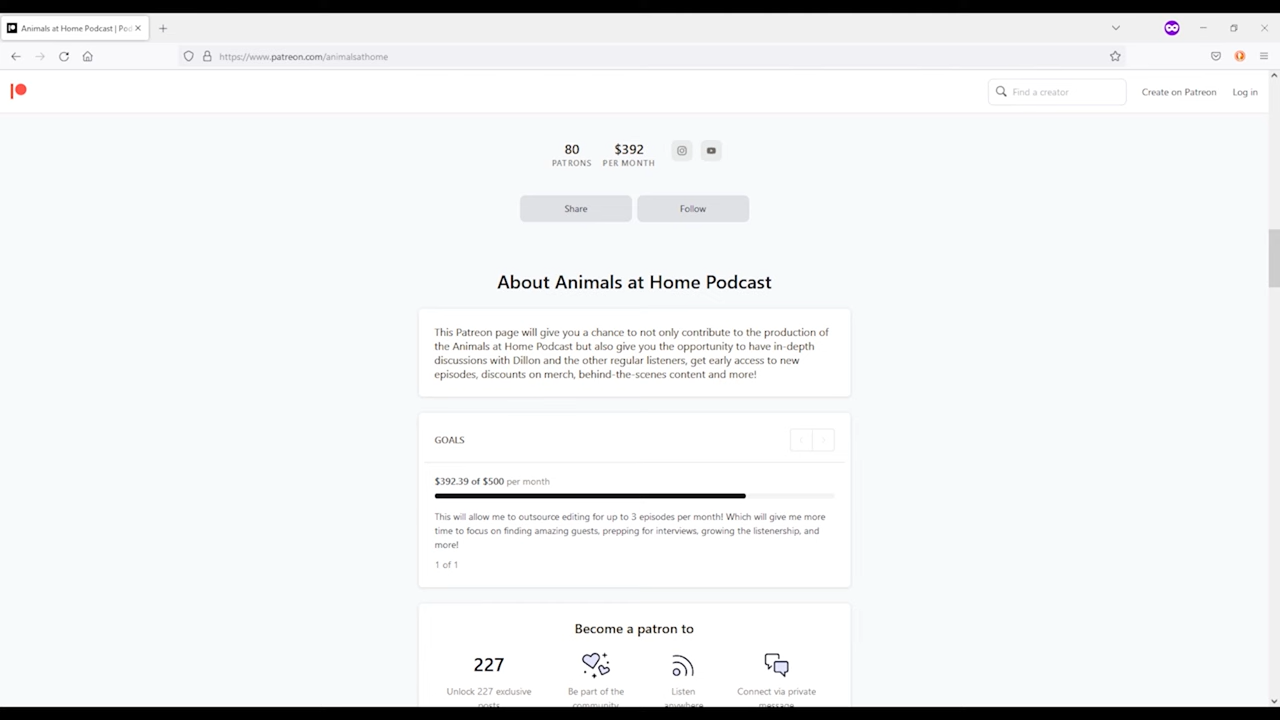 Animals at Home Podcast | Pod
https://www.patreon.com/animalsathome
Find a creator
Create on Patreon
Log in
80
PATRONS
$392
PER MONTH
Share
Follow
About Animals at Home Podcast
This Patreon page will give you a chance to not only contribute to the production of
the Animals at Home Podcast but also give you the opportunity to have in-depth
discussions with Dillon and the other regular listeners, get early access to new
episodes, discounts on merch, behind-the-scenes content and more!
GOALS
$392.39 of $500 per month
This will allow me to outsource editing for up to 3 episodes per month! Which will give me more
time to focus on finding amazing guests, prepping for interviews, growing the listenership, and
more!
1 of 1
Become a patron to
227
Unlock 227 exclusive
posts
Be part of the
community
Listen
anywhere
Connect via private
message